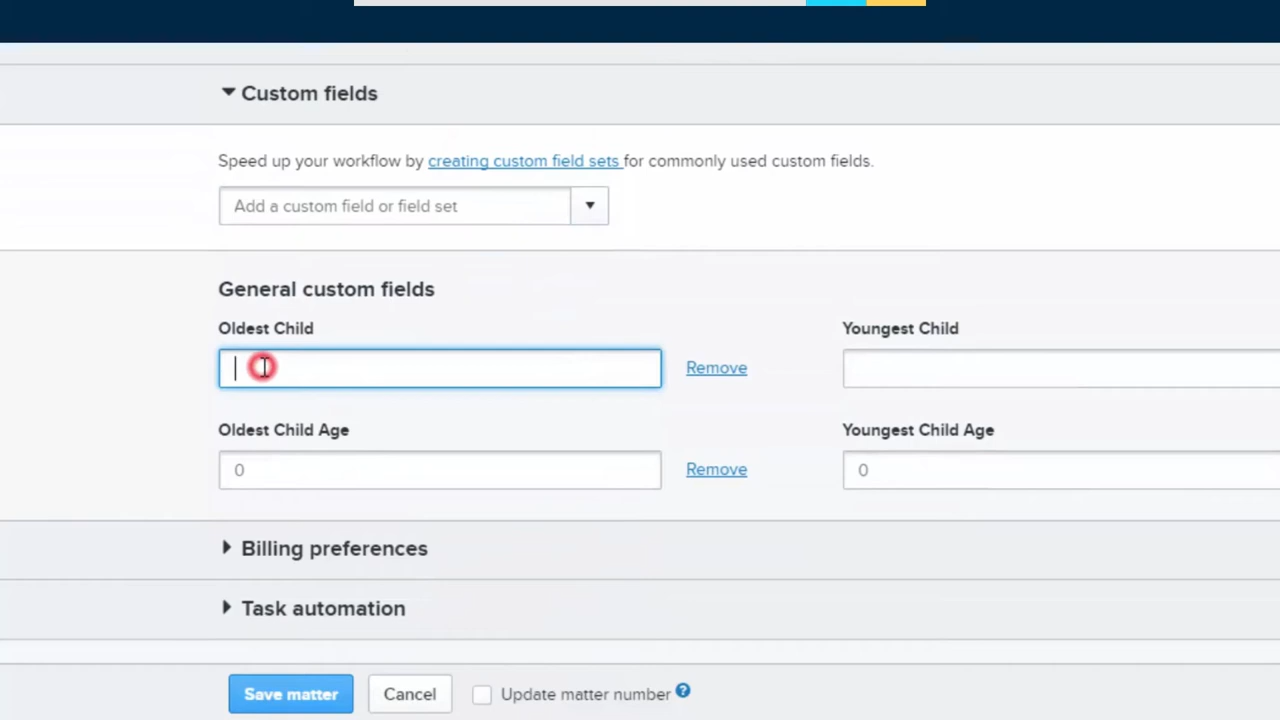 Custom fields
Speed up your workflow by creating custom field sets for commonly used custom fields.
Add a custom field or field set
General custom fields
Oldest Child
Youngest Child
Remove
Oldest Child Age
Youngest Child Age
0
Remove
0
Billing preferences
Task automation
Save matter
Cancel
Update matter number ?